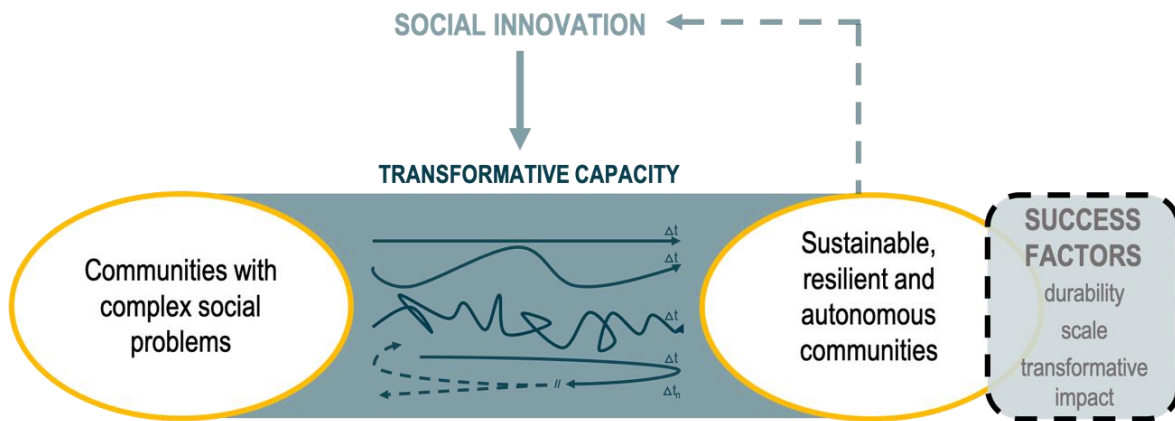 SOCIAL INNOVATION
TRANSFORMATIVE CAPACITY
Communities with
complex social
problems
Δt
Δt
Δt
Δt
//
Δtn
Sustainable,
resilient and
autonomous
communities
SUCCESS
FACTORS
durability
scale
transformative
impact